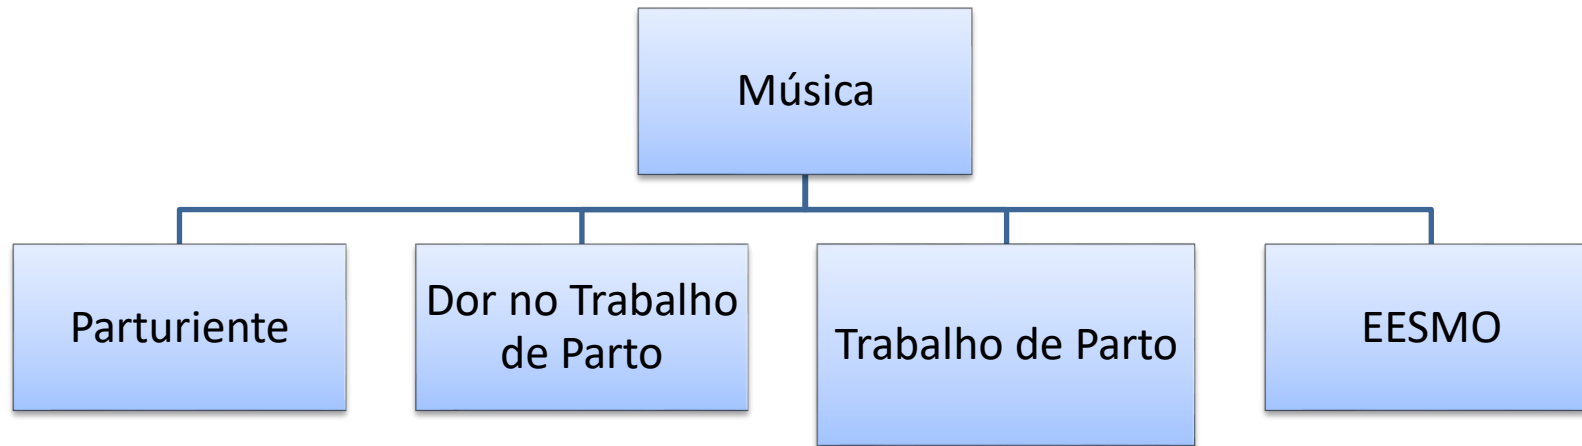 Música
Parturiente
Dor no Trabalho
de Parto
Trabalho de Parto
EESMO